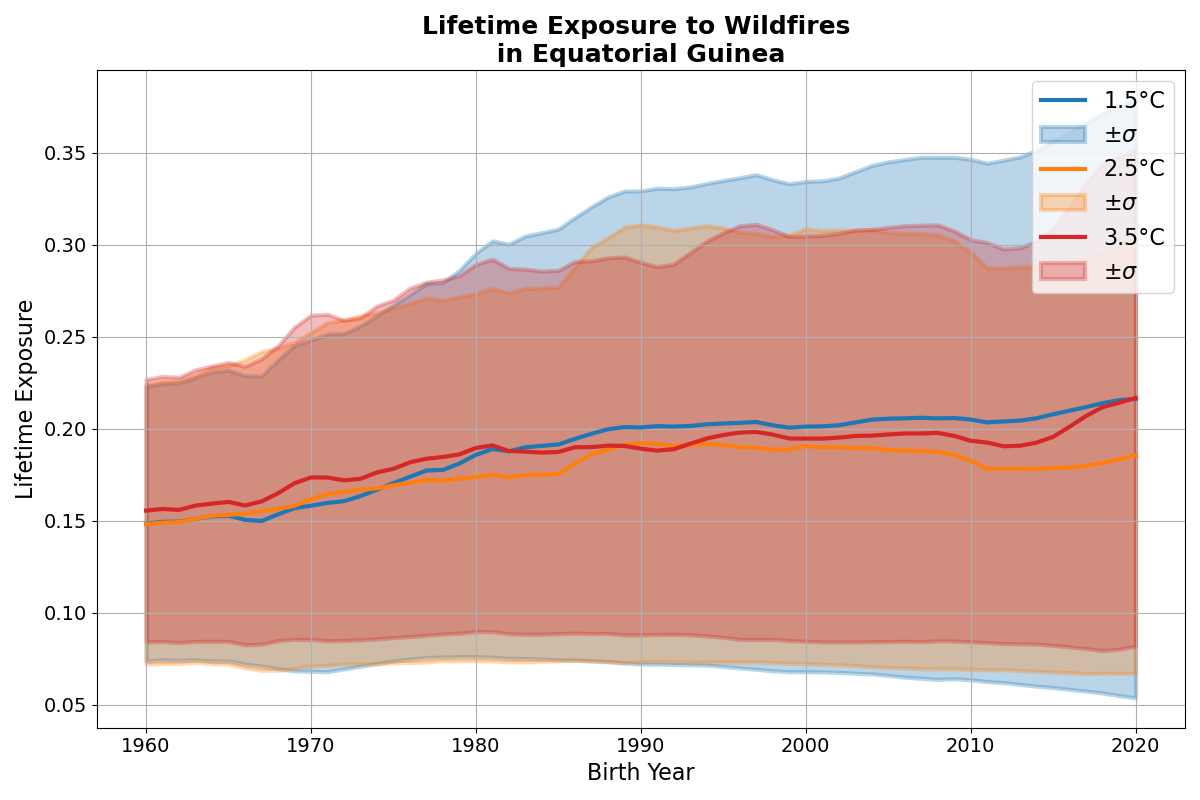 Lifetime Exposure to Wildfires
in Equatorial Guinea
1.5°C
±σ
2.5°C
±σ
3.5°C
±σ
Lifetime Exposure
0.35
0.30
0.25
0.20
0.15
0.10
0.05
1960 1970 1980 1990 2000 2010 2020
Birth Year